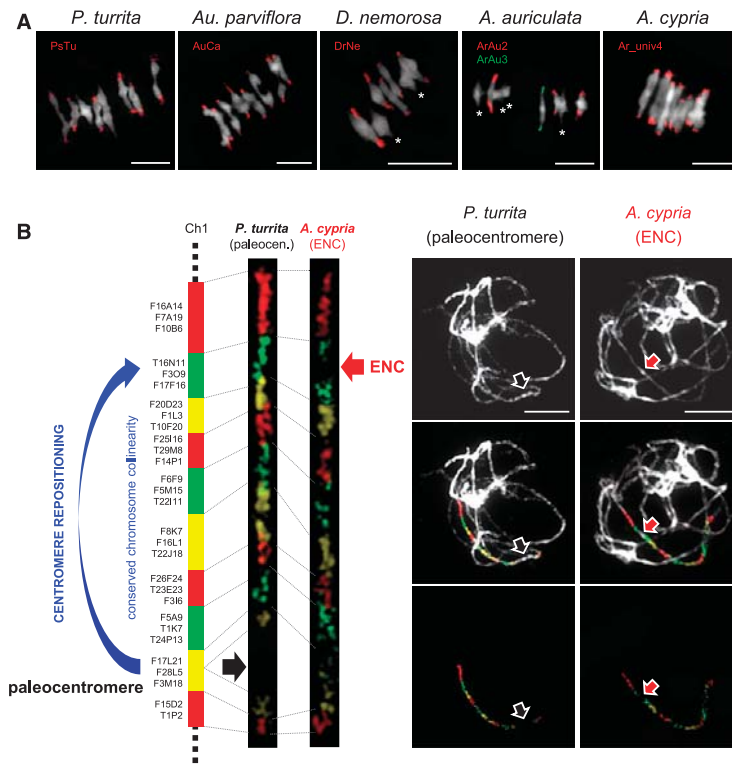 A
P. turrita
Au. parviflora
D. nemorosa
A. auriculata
A. cypria
PsTu
AuCa
DrNe
ArAu2
ArAu3
Ar_univ4
*
*
*
**
*
B
Ch1
P. turrita
(paleocen.)
A. cypria
(ENC)
F16A14
F7A19
F10B6
T16N11
F3O9
F17F16
F20D23
F1L3
T10F20
F25I16
T29M8
F14P1
F6F9
F5M15
T22I11
F8K7
F16L1
T22J18
F26F24
T23E23
F3I6
F5A9
T1K7
T24P13
F17L21
F28L5
F3M18
F15D2
T1P2
CENTROMERE REPOSITIONING
conserved chromosome colinearity
paleocentromere
ENC
P. turrita
(paleocentromere)
A. cypria
(ENC)